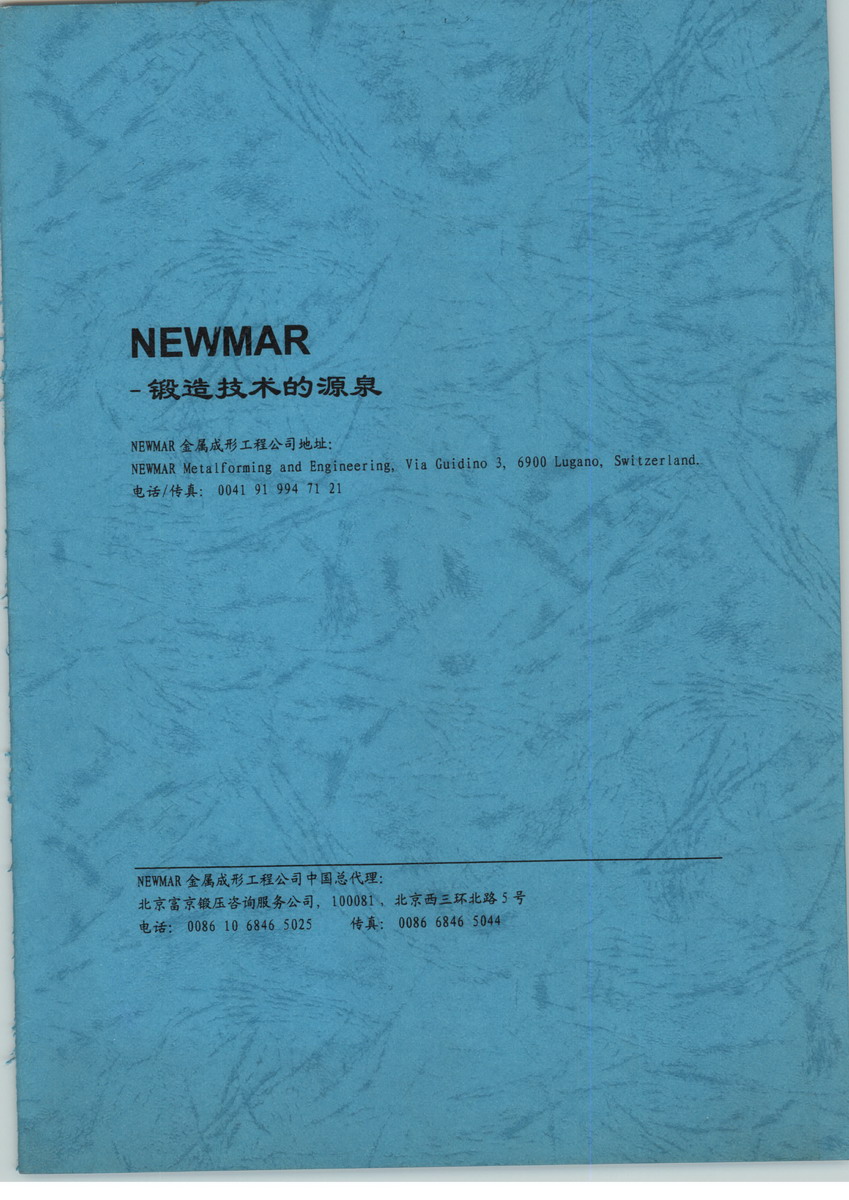 NEWMAR
-锻造技术的源泉
NEWMAR 金属成形工程公司地址:
NEWMAR Metalforming and Engineering, Via Guidino 3, 6900 Lugano, Switzerland.
电话/传真: 0041 91 994 71 21
NEWMAR 金属成形工程公司中国总代理:
北京富京锻压咨询服务公司, 100081 、北京西三环北路 5 号
电话: 0086 10 6846 5025 传真: 0086 6846 5044